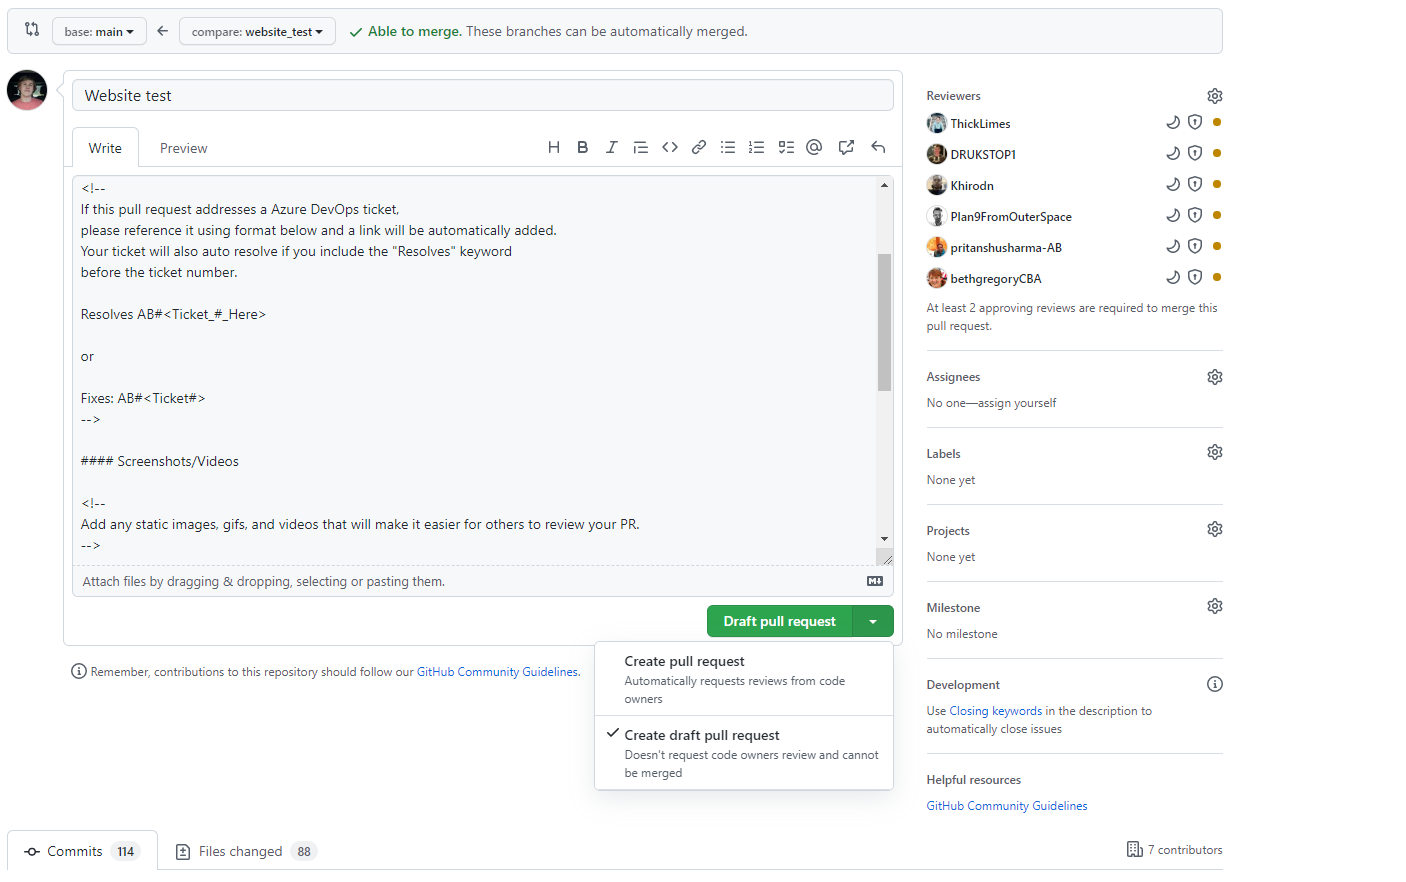 base: main
compare: website_test
Able to merge. These branches can be automatically merged.
Website test
Write
Preview
<!--
If this pull request addresses a Azure DevOps ticket,
please reference it using format below and a link will be automatically added.
Your ticket will also auto resolve if you include the "Resolves" keyword
before the ticket number.
Resolves AB#<Ticket_#_Here>
or
Fixes: AB#<Ticket#>
-->
#### Screenshots/Videos
<!--
Add any static images, gifs, and videos that will make it easier for others to review your PR.
-->
Attach files by dragging & dropping, selecting or pasting them.
Draft pull request
Create pull request
Automatically requests reviews from code
owners
Create draft pull request
Doesn't request code owners review and cannot
be merged
Remember, contributions to this repository should follow our GitHub Community Guidelines.
Reviewers
ThickLimes
DRUKSTOP1
Khirodn
Plan9FromOuterSpace
pritanshusharma-AB
bethgregoryCBA
At least 2 approving reviews are required to merge this
pull request.
Assignees
No one—assign yourself
Labels
None yet
Projects
None yet
Milestone
No milestone
Development
Use Closing keywords in the description to
automatically close issues
Helpful resources
GitHub Community Guidelines
Commits 114
Files changed 88
7 contributors